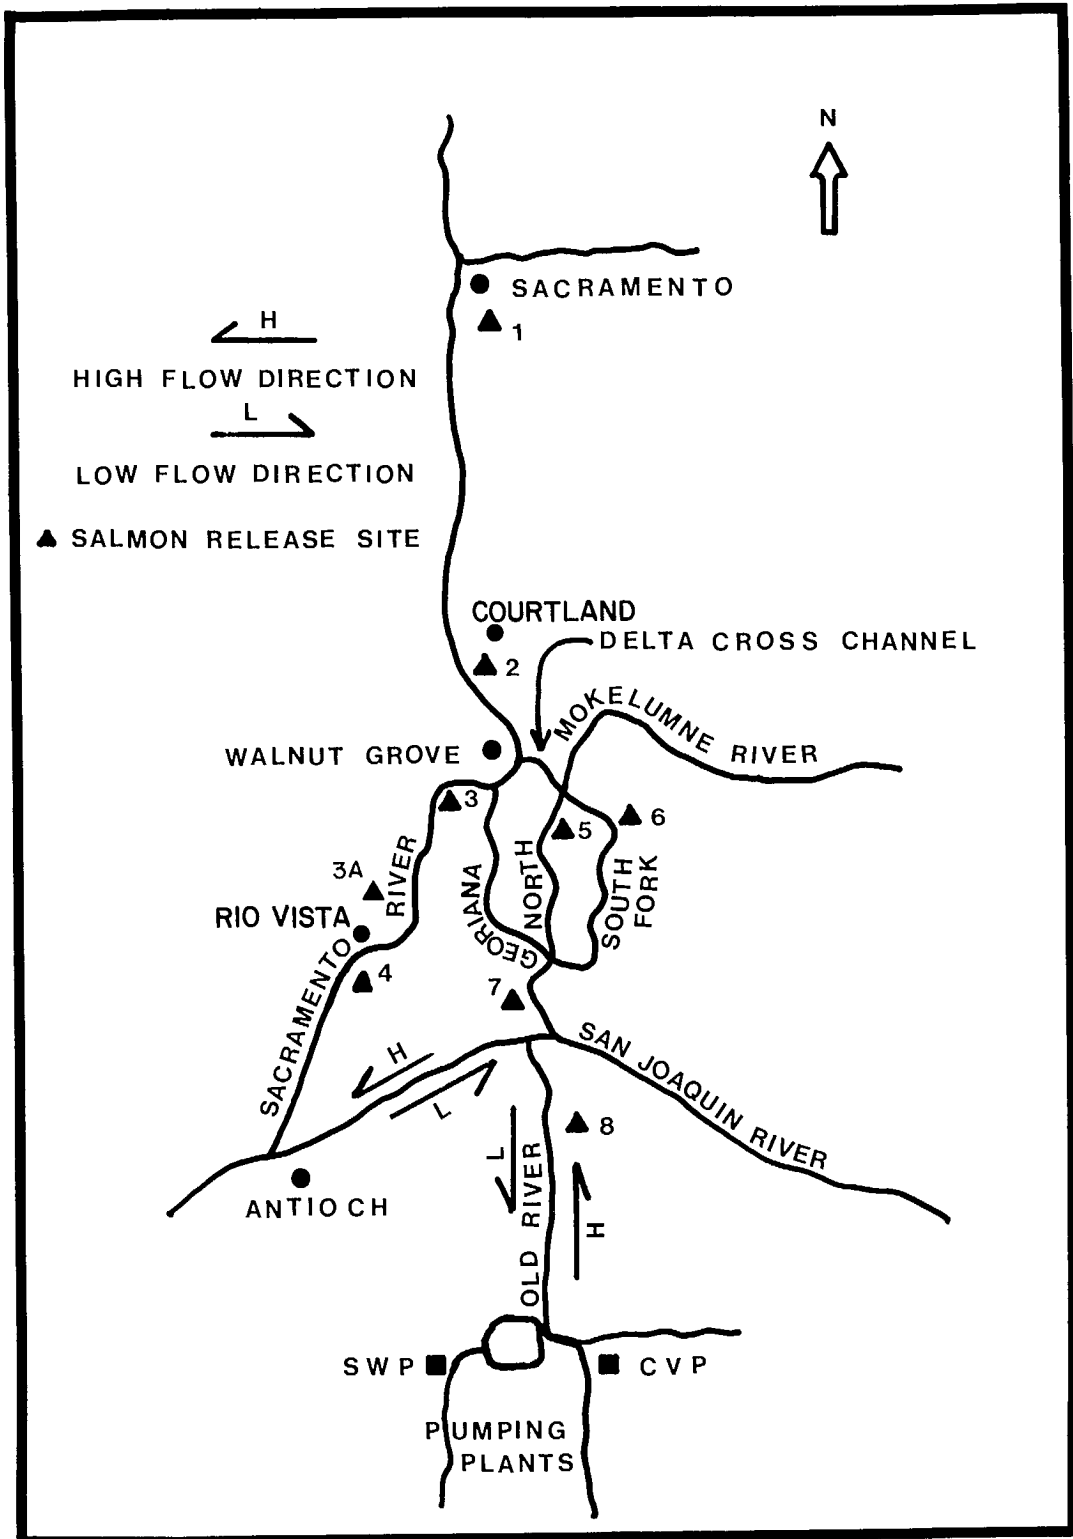 N
SACRAMENTO
1
H
HIGH FLOW DIRECTION
L
LOW FLOW DIRECTION
SALMON RELEASE SITE
COURTLAND
DELTA CROSS CHANNEL
2
MOKELUMNE RIVER
WALNUT GROVE
3
5
6
3A
RIO VISTA
SACRAMENTO RIVER
GEORIANA
NORTH
SOUTH FORK
4
7
SAN JOAQUIN RIVER
H
L
8
L
OLD RIVER
H
ANTIOCH
SWP
CVP
PUMPING
PLANTS